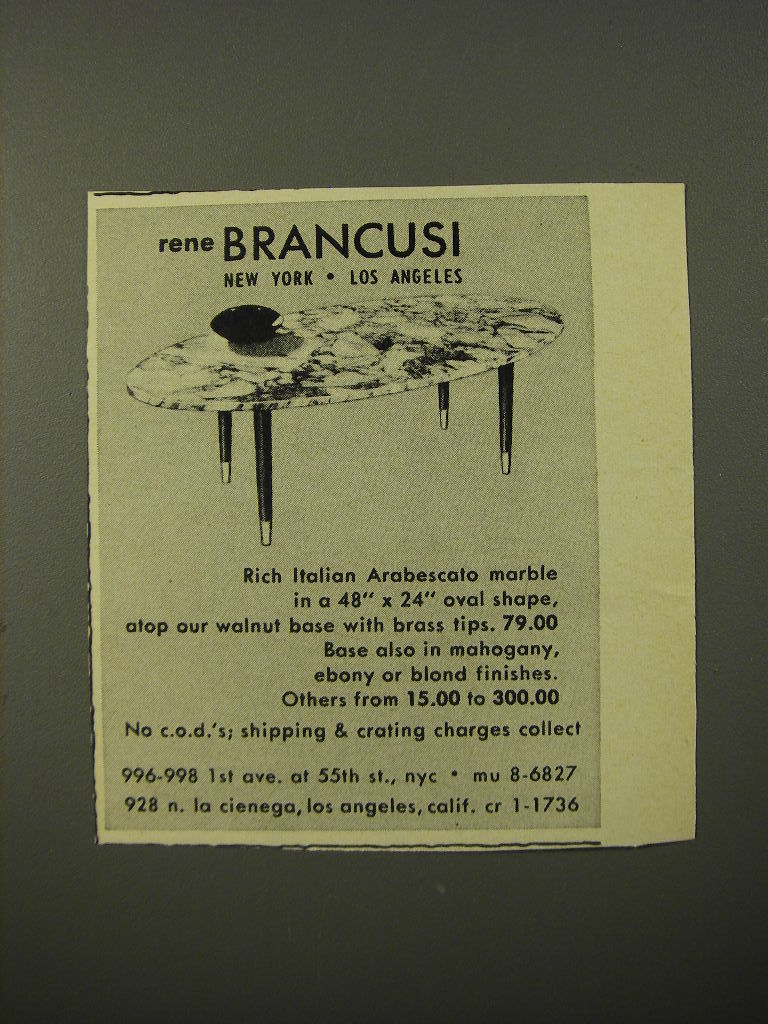 rene BRANCUSI
NEW YORK • LOS ANGELES
Rich Italian Arabescato marble
in a 48" x 24" oval shape,
atop our walnut base with brass tips. 79.00
Base also in mahogany,
ebony or blond finishes.
Others from 15.00 to 300.00
No c.o.d.'s; shipping & crating charges collect
996-998 1st ave. at 55th st., nyc • mu 8-6827
928 n. la cienega, los angeles, calif. cr 1-1736